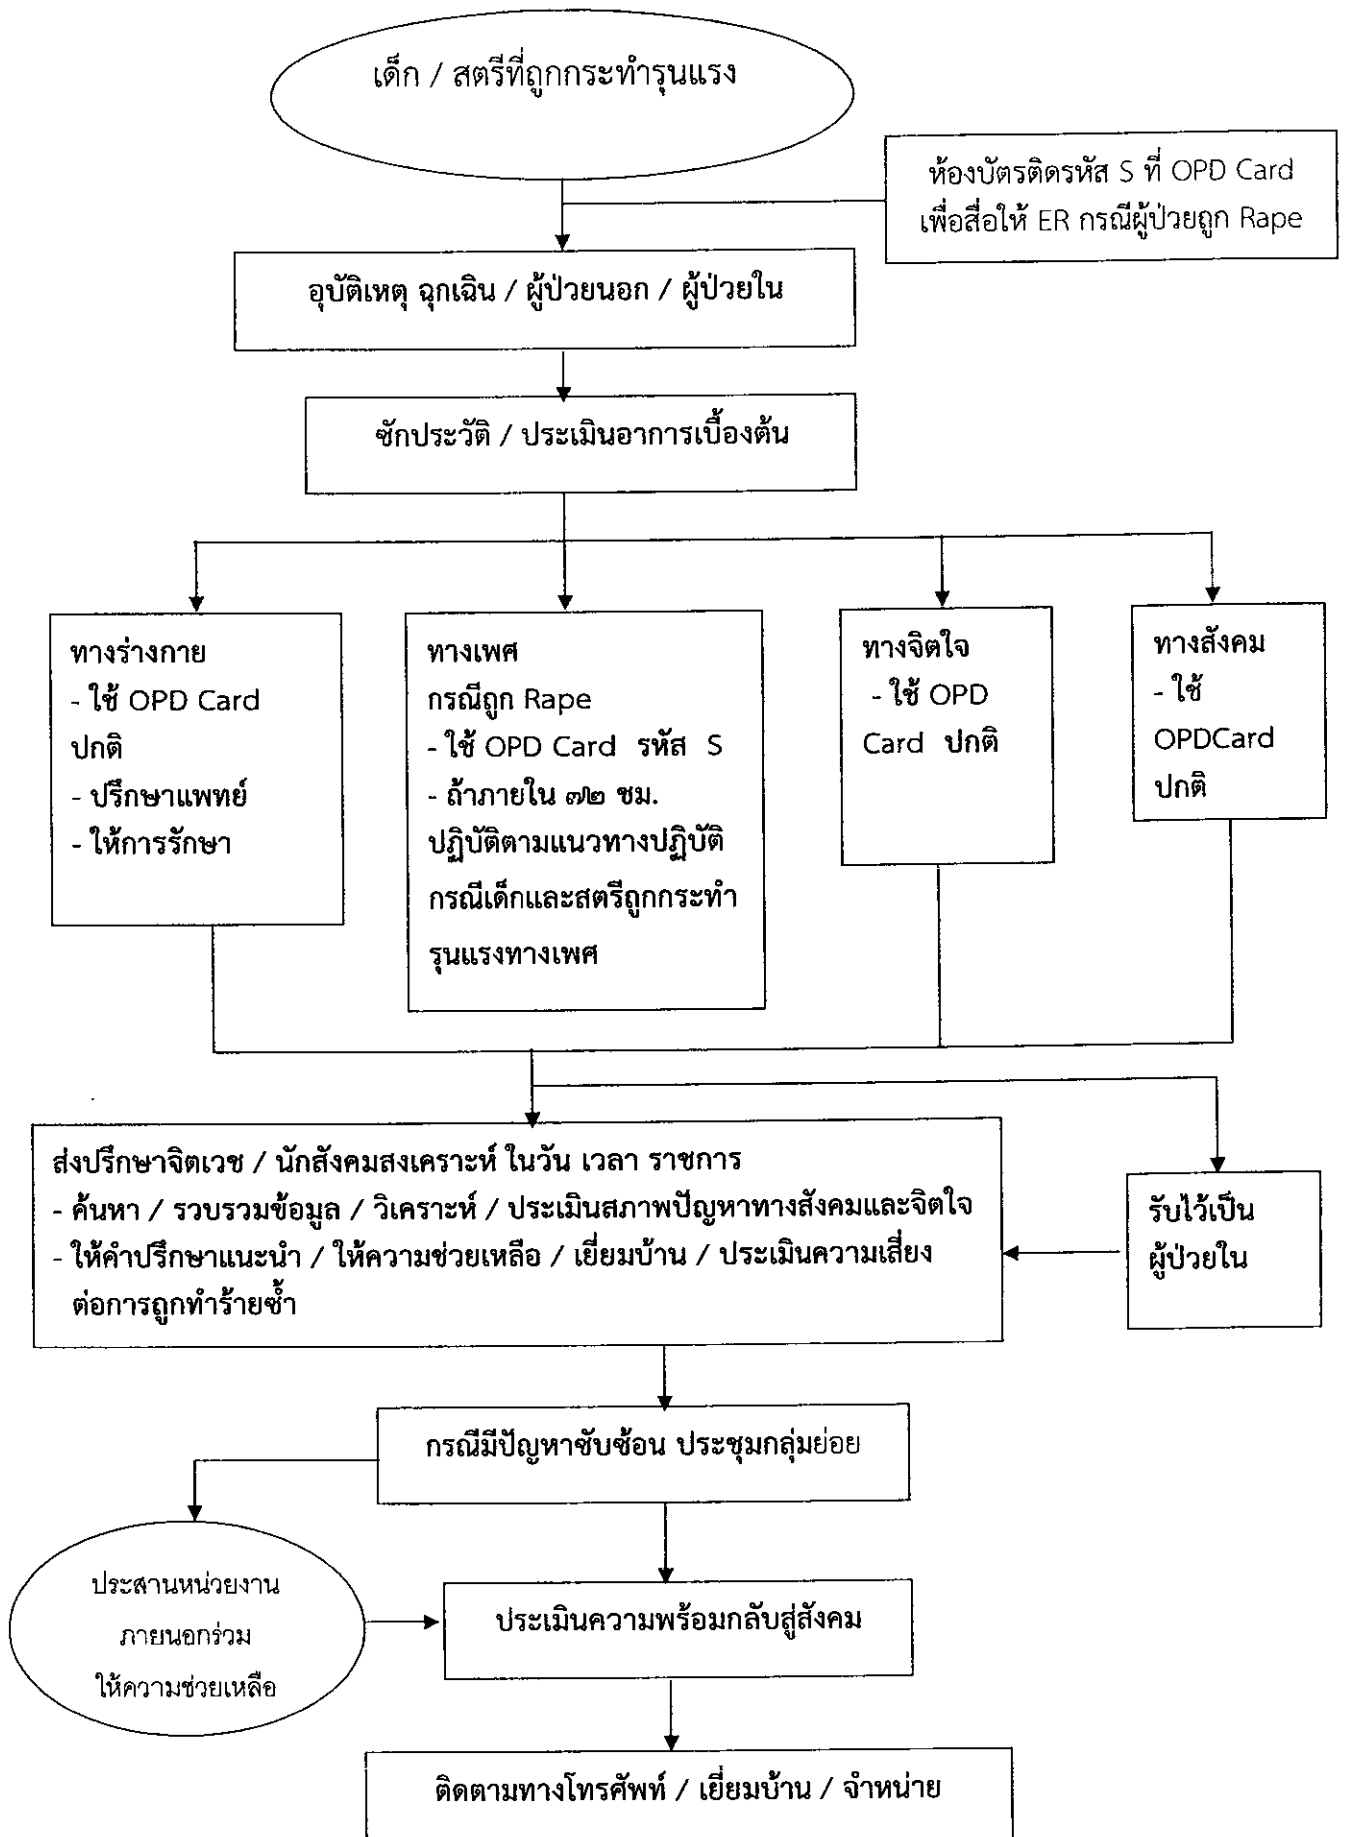 เด็ก / สตรีที่ถูกกระทำรุนแรง
ห้องบัตรติดรหัส S ที่ OPD Card
เพื่อสื่อให้ ER กรณีผู้ป่วยถูก Rape
อุบัติเหตุ ฉุกเฉิน / ผู้ป่วยนอก / ผู้ป่วยใน
ซักประวัติ / ประเมินอาการเบื้องต้น
ทางร่างกาย
- ใช้ OPD Card
ปกติ
- ปรึกษาแพทย์
- ให้การรักษา
ทางเพศ
กรณีถูก Rape
- ใช้ OPD Card รหัส S
- ถ้าภายใน ๗๒ ชม.
ปฏิบัติตามแนวทางปฏิบัติ
กรณีเด็กและสตรีถูกกระทำ
รุนแรงทางเพศ
ทางจิตใจ
- ใช้ OPD
Card ปกติ
ทางสังคม
- ใช้
OPDCard
ปกติ
ส่งปรึกษาจิตเวช / นักสังคมสงเคราะห์ ในวัน เวลา ราชการ
- ค้นหา / รวบรวมข้อมูล / วิเคราะห์ / ประเมินสภาพปัญหาทางสังคมและจิตใจ
- ให้คำปรึกษาแนะนำ / ให้ความช่วยเหลือ / เยี่ยมบ้าน / ประเมินความเสี่ยง
ต่อการถูกทำร้ายซ้ำ
รับไว้เป็น
ผู้ป่วยใน
กรณีมีปัญหาซับซ้อน ประชุมกลุ่มย่อย
ประสานหน่วยงาน
ภายนอกร่วม
ให้ความช่วยเหลือ
ประเมินความพร้อมกลับสู่สังคม
ติดตามทางโทรศัพท์ / เยี่ยมบ้าน / จำหน่าย